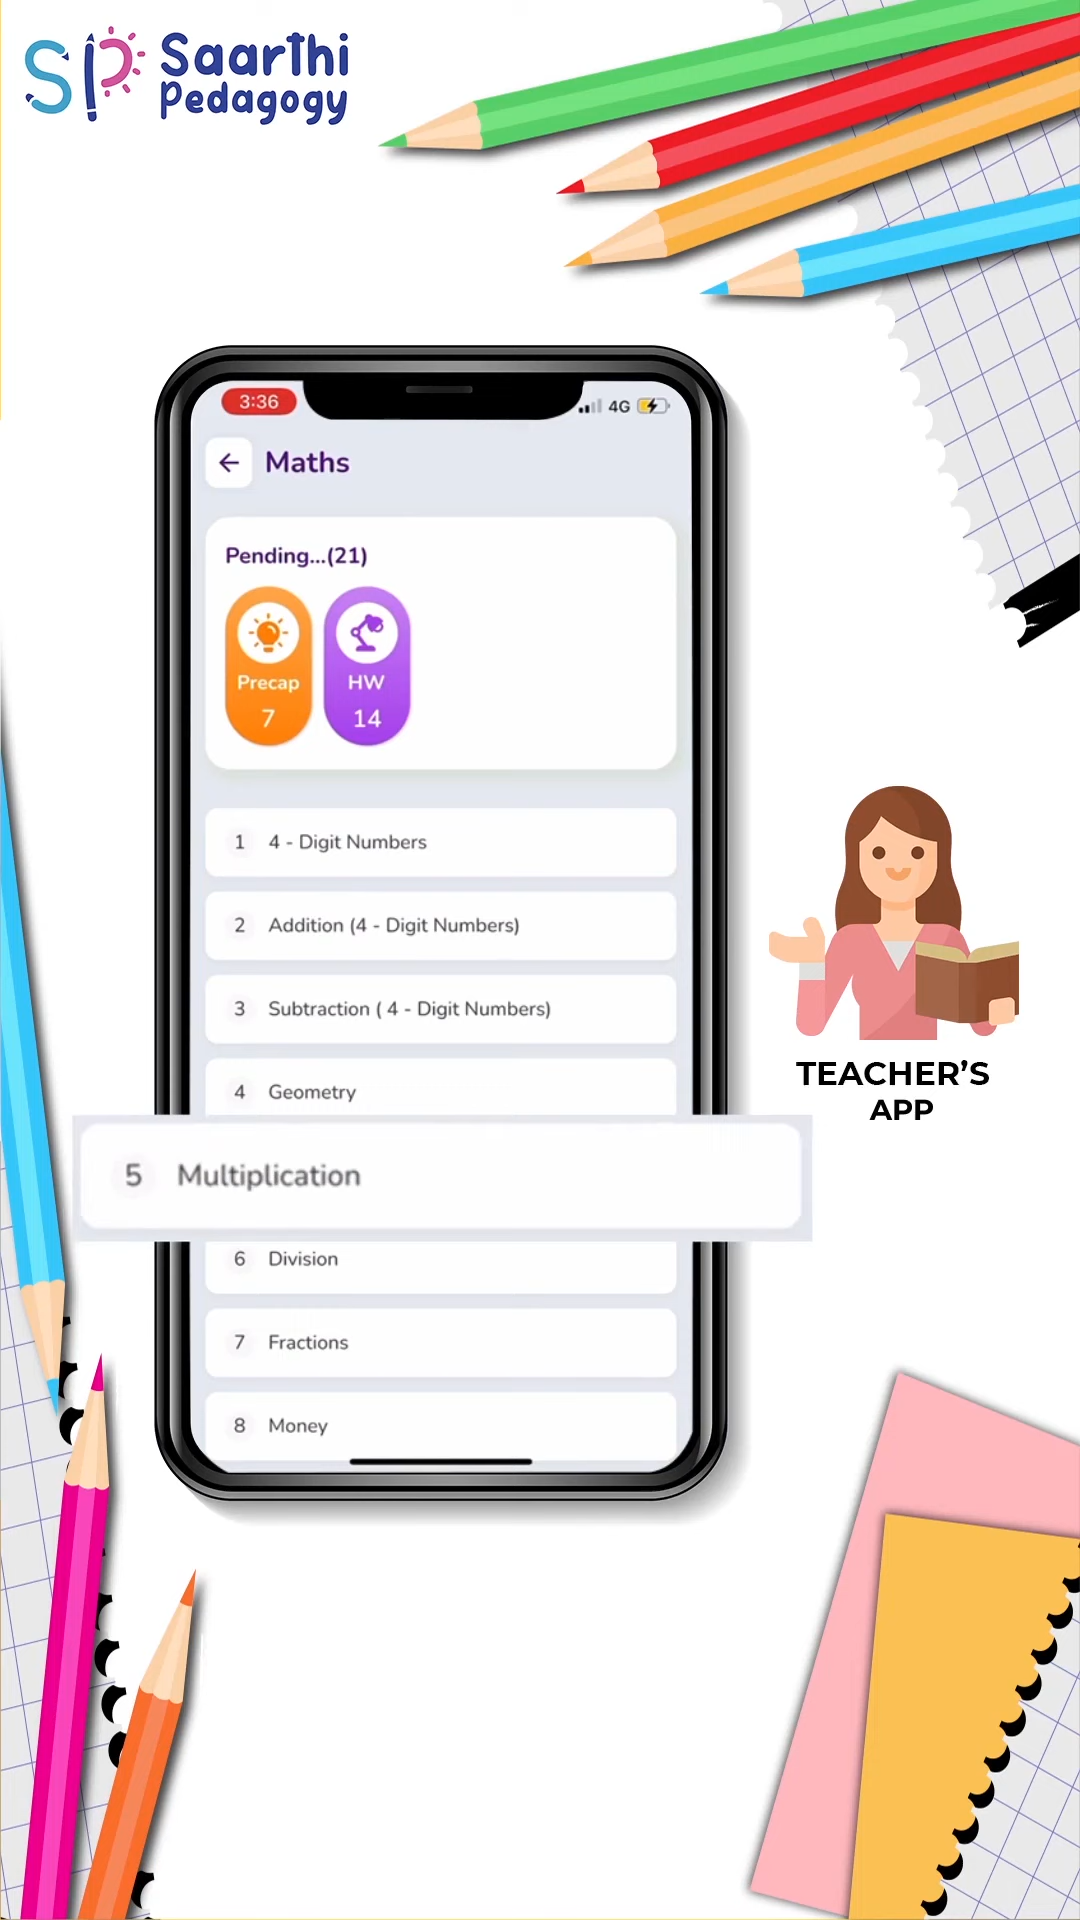 Saarthi
Pedagogy
3:36
4G
Maths
Pending...(21)
Precap
7
HW
14
1 4 - Digit Numbers
2 Addition (4 - Digit Numbers)
3 Subtraction ( 4 - Digit Numbers)
4 Geometry
5 Multiplication
6 Division
7 Fractions
8 Money
TEACHER'S
APP